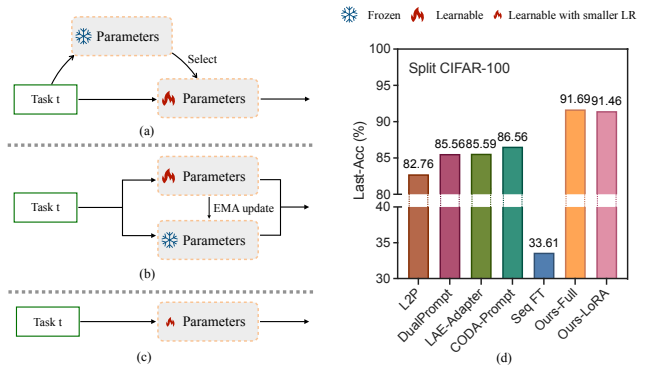 Frozen Learnable Learnable with smaller LR
Parameters
Select
Task t
Parameters
(a)
Parameters
Task t
EMA update
Parameters
(b)
Task t
Parameters
(c)
Split CIFAR-100
Last-Acc (%)
100
95
90
85
80
40
35
30
82.76
85.56
85.59
86.56
33.61
91.69
91.46
L2P
DualPrompt
LAE-Adapter
CODA-Prompt
Seq FT
Ours-Full
Ours-LoRA
(d)